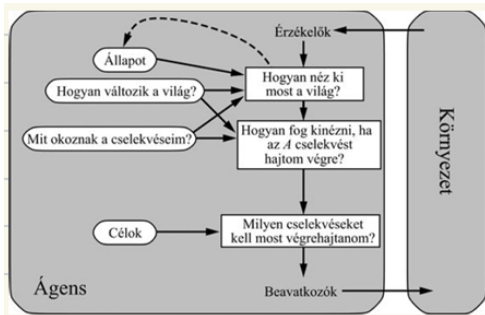 Érzékelők
Állapot
Hogyan változik a világ?
Hogyan néz ki
most a világ?
Mit okoznak a cselekvéseim?
Hogyan fog kinézni, ha
az A cselekvést
hajtom végre?
Célok
Milyen cselekvéseket
kell most végrehajtanom?
Ágens
Beavatkozók
Környezet